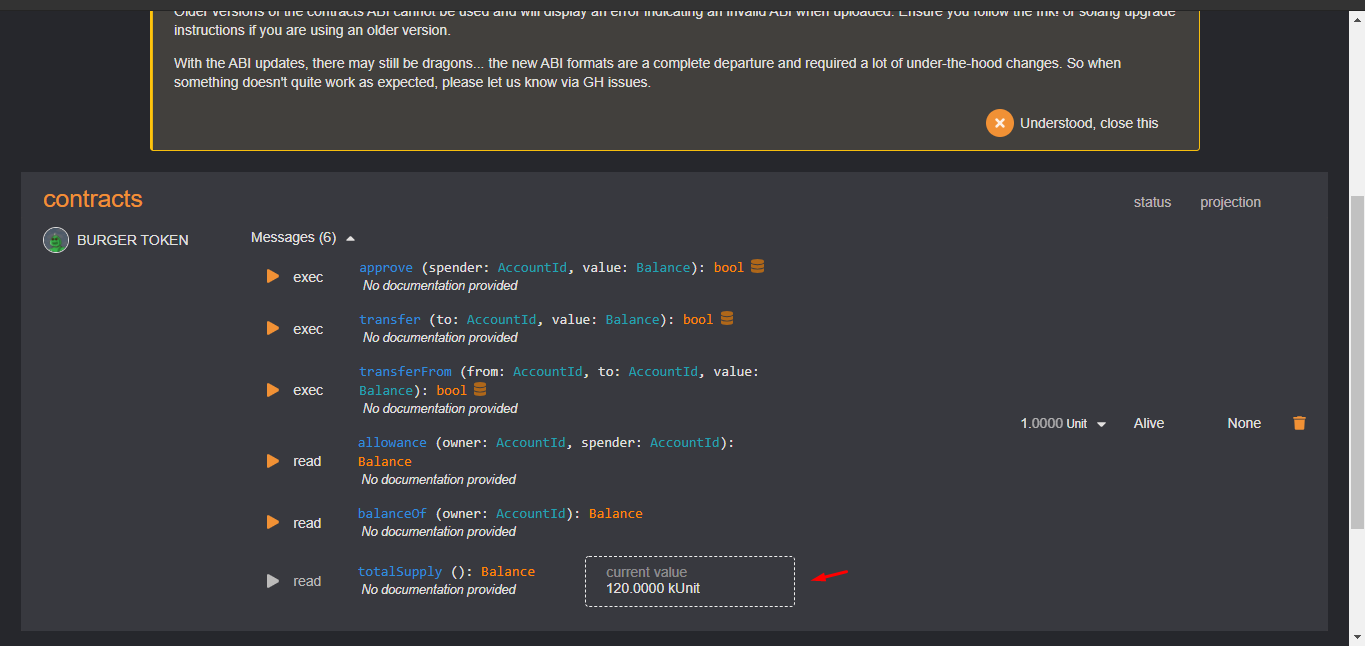 Older versions of the contracts ABI cannot be used and will display an error indicating an invalid ABI when uploaded. Ensure you follow the ink! or solang upgrade
instructions if you are using an older version.
With the ABI updates, there may still be dragons... the new ABI formats are a complete departure and required a lot of under-the-hood changes. So when
something doesn't quite work as expected, please let us know via GH issues.
Understood, close this
contracts
status projection
BURGER TOKEN
Messages (6)
exec approve (spender: AccountId, value: Balance): bool
No documentation provided
exec transfer (to: AccountId, value: Balance): bool
No documentation provided
exec transferFrom (from: AccountId, to: AccountId, value:
Balance): bool
No documentation provided
1.0000 Unit Alive None
read allowance (owner: AccountId, spender: AccountId):
Balance
No documentation provided
read balanceOf (owner: AccountId): Balance
No documentation provided
read totalSupply (): Balance
No documentation provided
current value
120.0000 kUnit